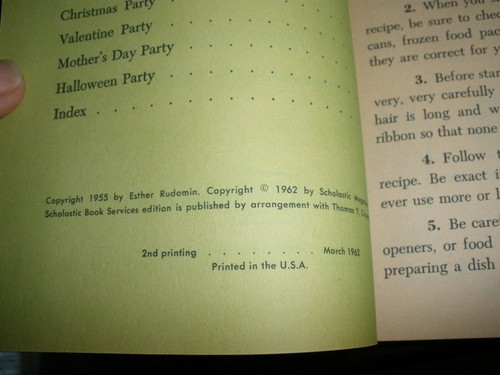 Christmas Party
Valentine Party
Mother's Day Party
Halloween Party
Index
Copyright 1955 by Esther Rudomin. Copyright © 1962 by Scholastic
Scholastic Book Services edition is published by arrangement with Thomas Y.
2nd printing . . . . . . . . March 1962
Printed in the U.S.A.
2. When you
recipe, be sure to
cans, frozen food
they are correct for
3. Before
very, very carefully
hair is long and
ribbon so that none
4. Follow
recipe. Be exact
ever use more or
5. Be
openers, or food
preparing a dish